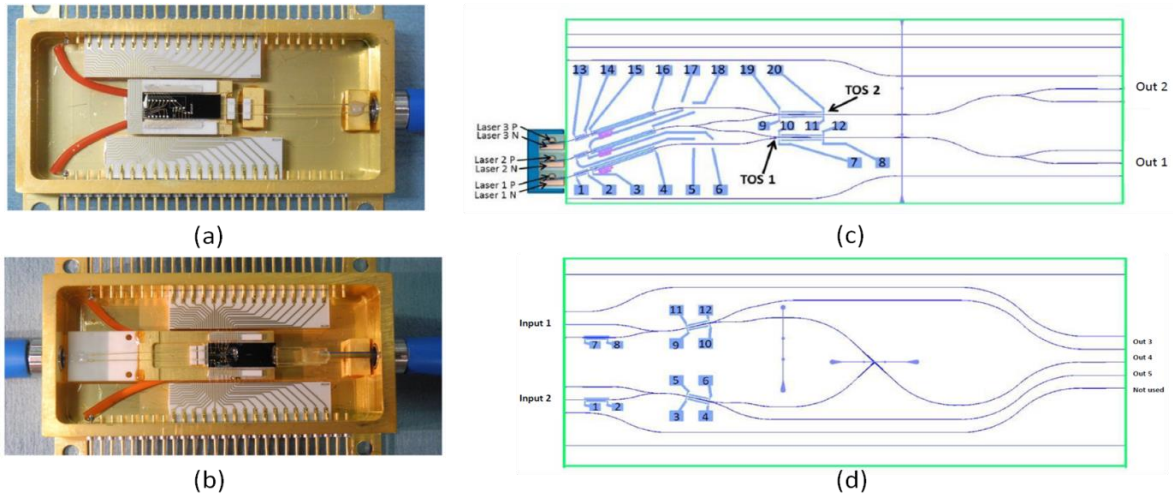 13 14 15 16 17 18 19 20
TOS 2
Out 2
Laser 3 P
Laser 3 N
9 10 11 12
Laser 2 P
Laser 2 N
Out 1
7 8
Laser 1 P
Laser 1 N
1 2 3 4 5 6
TOS 1
(a)
(c)
11 12
Input 1
7 8
9 10
Out 3
Out 4
5 6
Out 5
Input 2
1 2
Not used
3 4
(b)
(d)